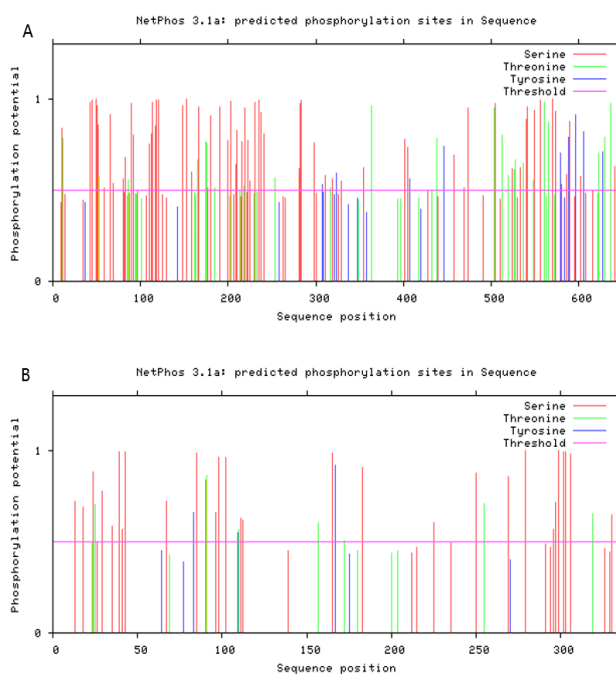 NetPhos 3.1a: predicted phosphorylation sites in Sequence
A
Serine
Threonine
Tyrosine
Threshold
Phosphorylation potential
1
0
0 100 200 300 400 500 600
Sequence position
NetPhos 3.1a: predicted phosphorylation sites in Sequence
B
Serine
Threonine
Tyrosine
Threshold
Phosphorylation potential
1
0
0 50 100 150 200 250 300
Sequence position